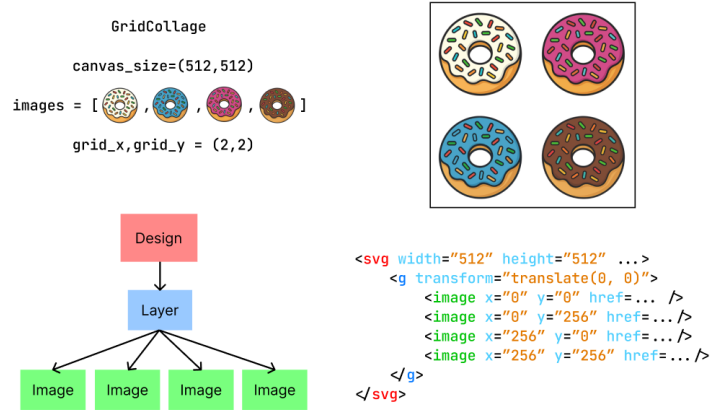 GridCollage
canvas_size=(512,512)
images = [ , , , ]
grid_x,grid_y = (2,2)
Design
Layer
Image Image Image Image
<svg width=”512” height=”512” ...>
<g transform=”translate(0, 0)”>
<image x=”0” y=”0” href=... />
<image x=”0” y=”256” href=.../>
<image x=”256” y=”0” href=.../>
<image x=”256” y=”256” href=.../>
</g>
</svg>